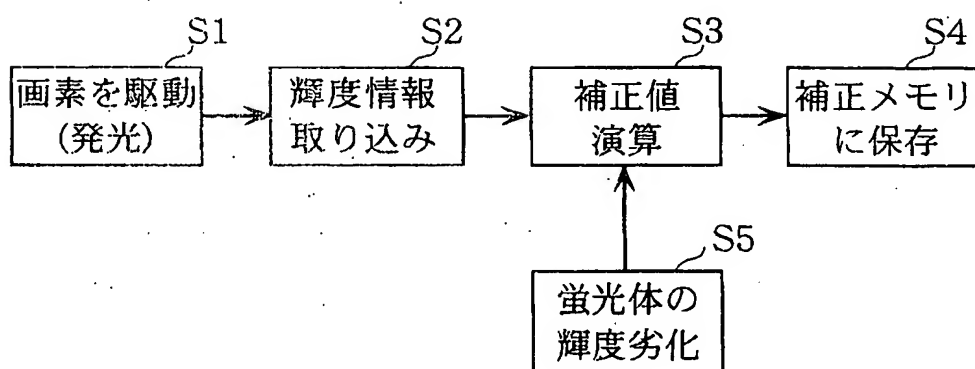 S1
画素を駆動
(発光)
S2
輝度情報
取り込み
S3
補正値
演算
S4
補正メモリ
に保存
S5
蛍光体の
輝度劣化